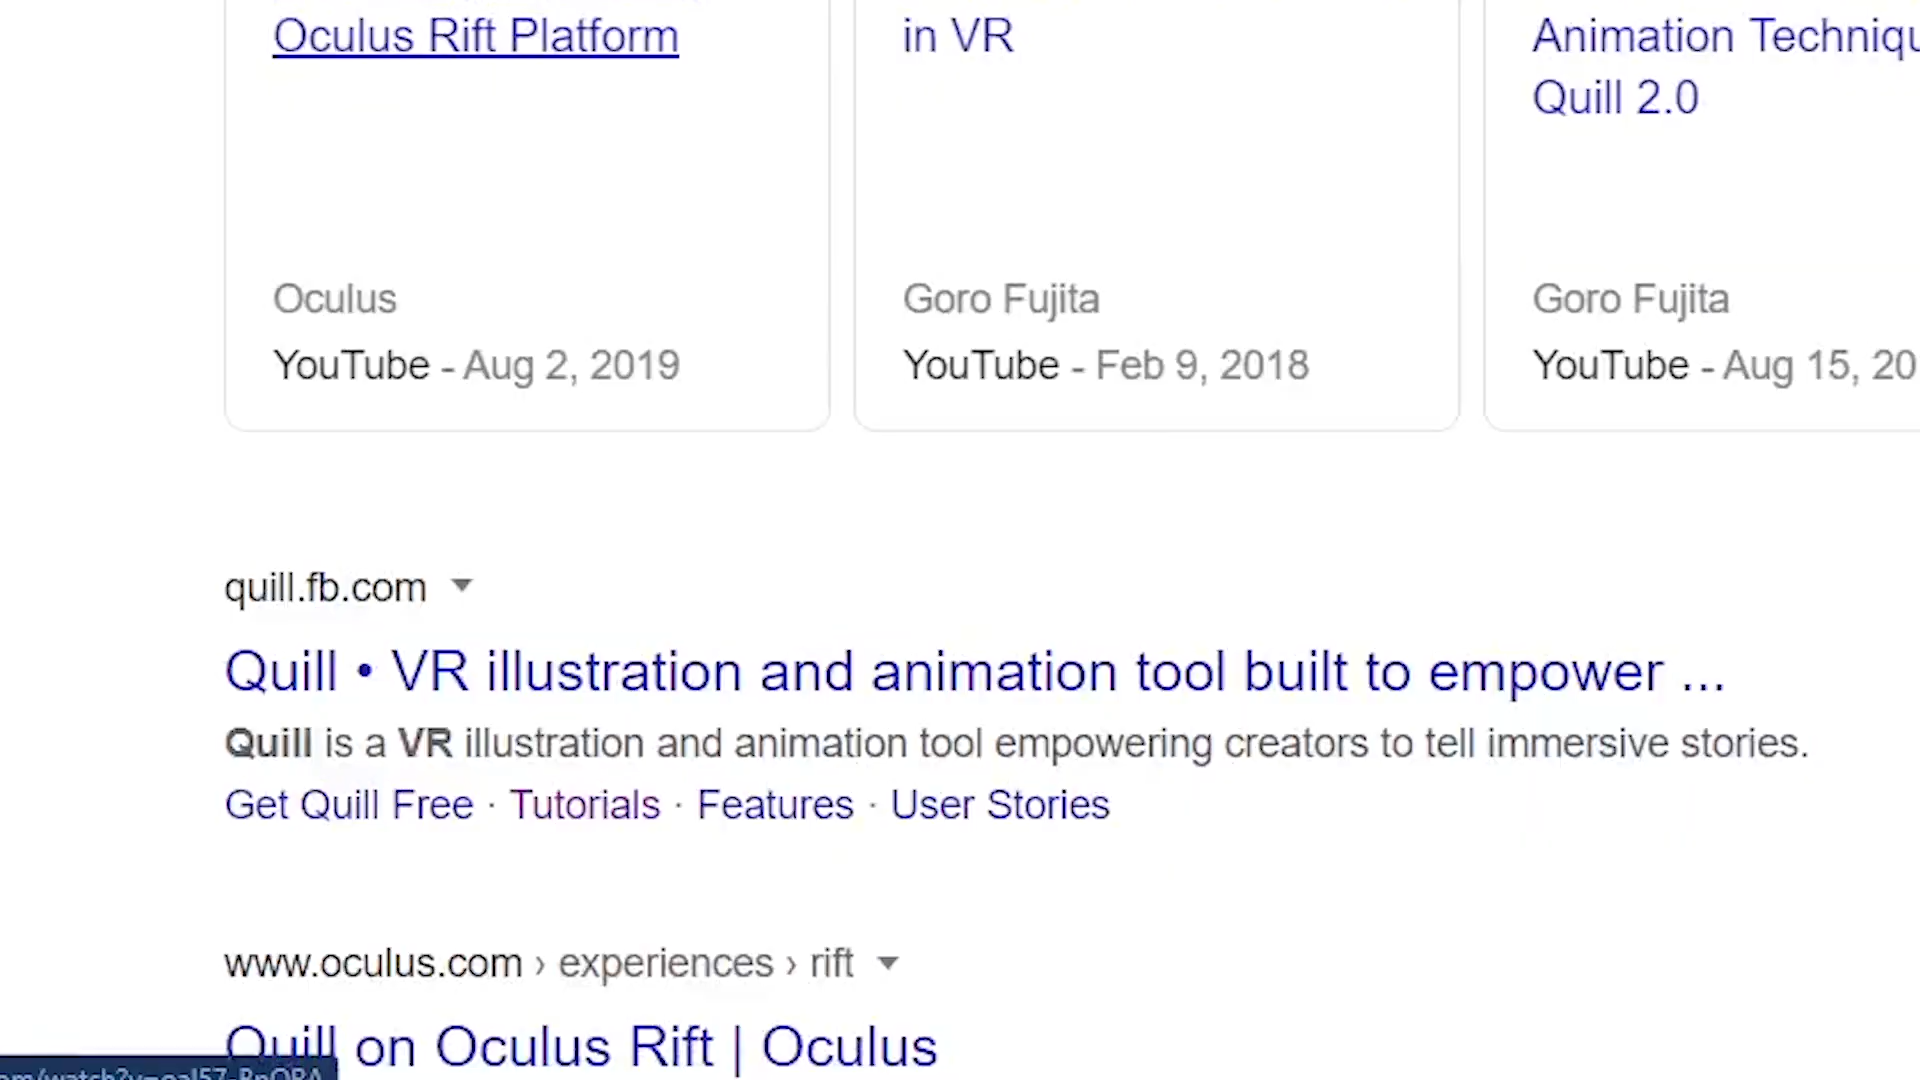 Oculus Rift Platform
in VR
Animation Techniqu
Quill 2.0
Oculus
YouTube - Aug 2, 2019
Goro Fujita
YouTube - Feb 9, 2018
Goro Fujita
YouTube - Aug 15, 20
quill.fb.com
Quill • VR illustration and animation tool built to empower ...
Quill is a VR illustration and animation tool empowering creators to tell immersive stories.
Get Quill Free · Tutorials · Features · User Stories
www.oculus.com › experiences › rift
Quill on Oculus Rift | Oculus